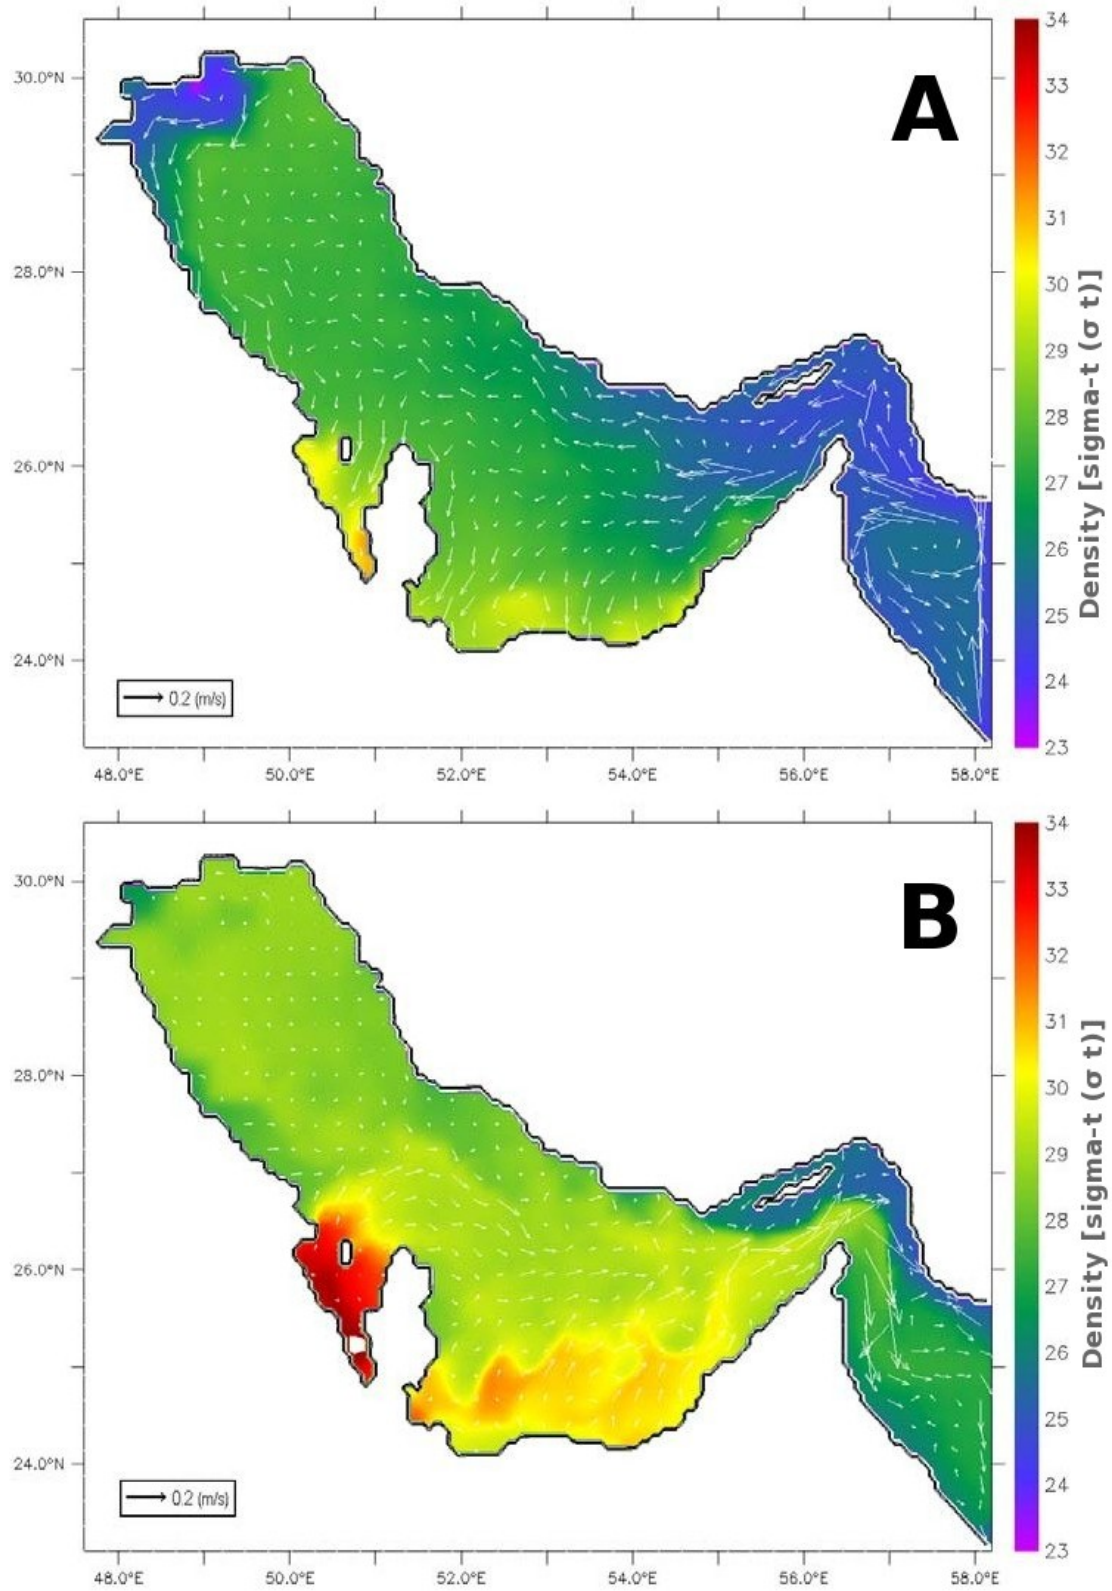 A
34
33
32
31
30
29
28
27
26
25
24
23
Density [sigma-t (σ t)]
30.0°N
28.0°N
26.0°N
24.0°N
0.2 (m/s)
48.0°E 50.0°E 52.0°E 54.0°E 56.0°E 58.0°E
B
34
33
32
31
30
29
28
27
26
25
24
23
Density [sigma-t (σ t)]
30.0°N
28.0°N
26.0°N
24.0°N
0.2 (m/s)
48.0°E 50.0°E 52.0°E 54.0°E 56.0°E 58.0°E